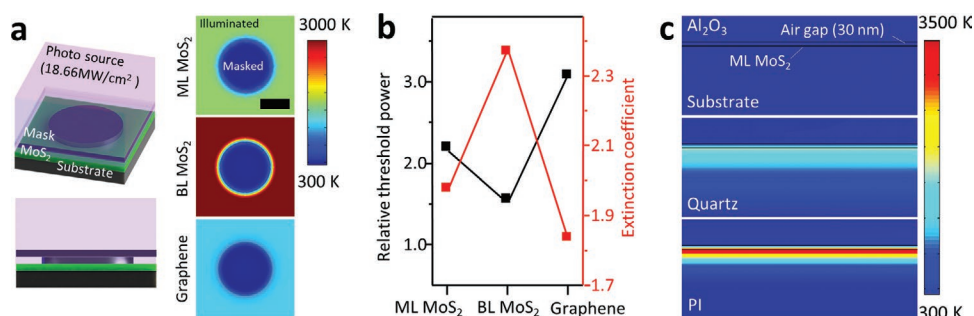 a
Photo source
(18.66MW/cm²)
Mask
MoS₂
Substrate
ML MoS₂
BL MoS₂
Graphene
Illuminated
Masked
3000 K
300 K
b
Relative threshold power
3.0
2.0
1.0
ML MoS₂ BL MoS₂ Graphene
2.3
2.1
1.9
1.7
Extinction coefficient
c
Al₂O₃
Air gap (30 nm)
ML MoS₂
Substrate
Quartz
PI
3500 K
300 K